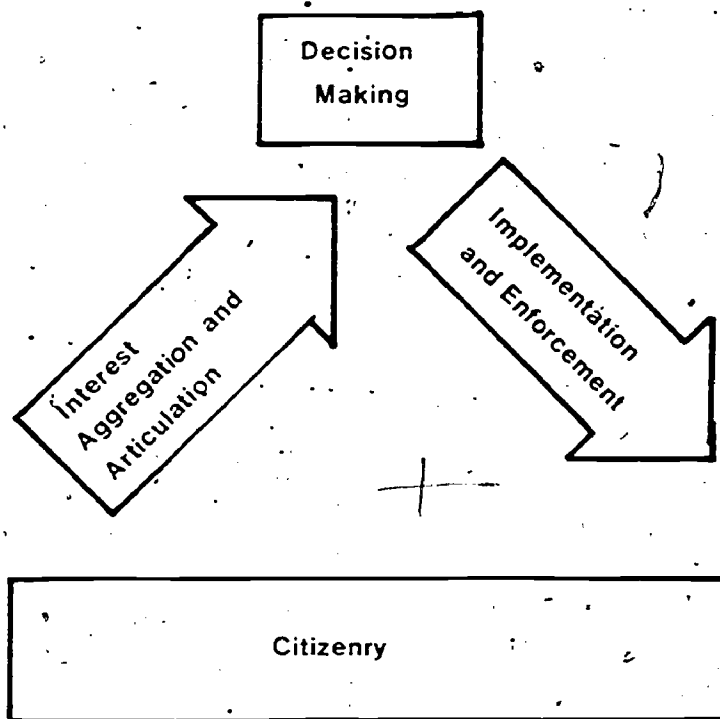 Decision
Making
Interest
Aggregation and
Articulation
Implementation
and Enforcement
Citizenry